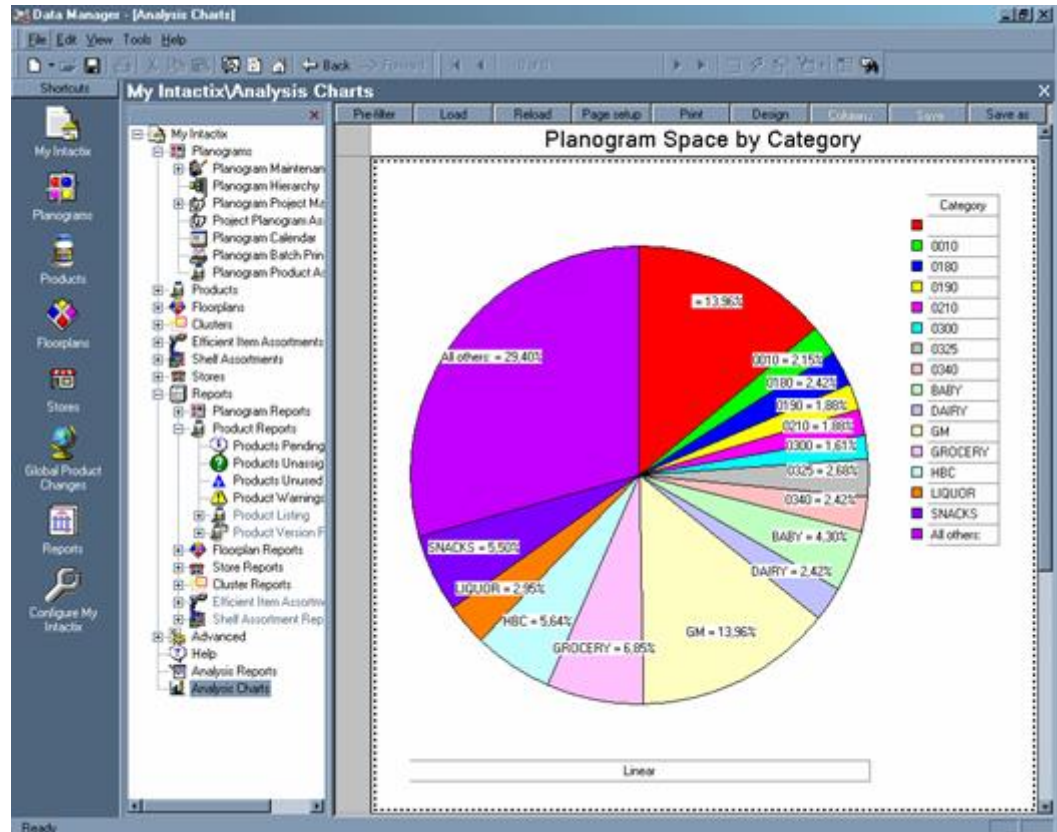 Data Manager - [Analysis Charts]
File Edit View Tools Help
Back
Shortcuts
My Intactix\Analysis Charts
My Intactix
Planograms
Products
Floorplans
Stores
Global Product
Changes
Reports
Configure My
Intactix
My Intactix
Planograms
Planogram Maintenan
Planogram Hierarchy
Planogram Project Ma
Project Planogram As
Planogram Calendar
Planogram Batch Prin
Planogram Product As
Products
Floorplans
Clusters
Efficient Item Assortments
Shelf Assortments
Stores
Reports
Planogram Reports
Product Reports
Products Pending
Products Unassig
Products Unused
Product Warnings
Product Listing
Product Version F
Floorplan Reports
Store Reports
Cluster Reports
Efficient Item Assortm
Shelf Assortment Rep
Advanced
Help
Analysis Reports
Analysis Charts
Pre-filter Load Reload Page setup Print Design Columns Save Save as
Planogram Space by Category
= 13,96%
0010 = 2,15%
0180 = 2,42%
0190 = 1,88%
0210 = 1,88%
0300 = 1,61%
0325 = 2,68%
0340 = 2,42%
BABY = 4,30%
DAIRY = 2,42%
GM = 13,96%
GROCERY = 6,85%
HBC = 5,64%
LIQUOR = 2,95%
SNACKS = 5,50%
All others: = 29,40%
Category
0010
0180
0190
0210
0300
0325
0340
BABY
DAIRY
GM
GROCERY
HBC
LIQUOR
SNACKS
All others:
Linear
Ready